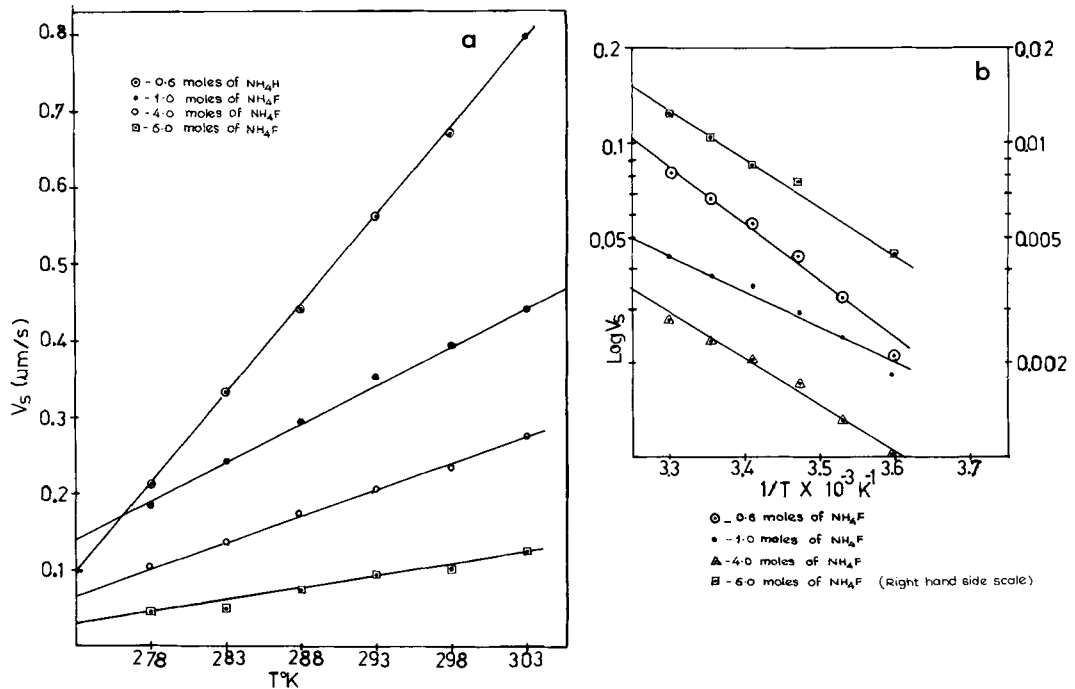 a
0.8
0.7
0.6
0.5
0.4
0.3
0.2
0.1
Vs (um/s)
⊙ - 0.6 moles of NH4H
• - 1.0 moles of NH4F
○ - 4.0 moles of NH4F
⊡ - 6.0 moles of NH4F
278 283 288 293 298 303
T°K
b
0.2
0.1
0.05
Log Vs
0.02
0.01
0.005
0.002
3.3 3.4 3.5 3.6 3.7
1/T X 10-3 K-1
⊙ - 0.6 moles of NH4F
• - 1.0 moles of NH4F
△ - 4.0 moles of NH4F
⊡ - 6.0 moles of NH4F (Right hand side scale)